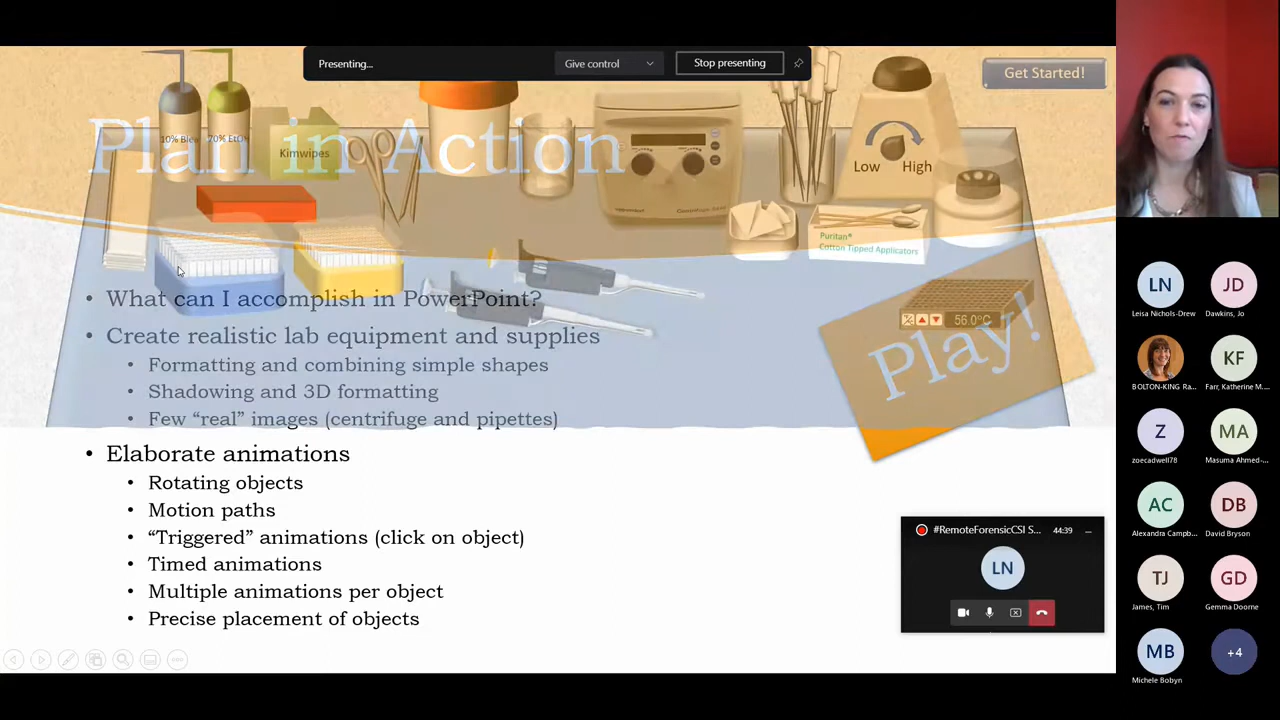 Presenting...
Give control
Stop presenting
Get Started!
Plan in Action
10% Blea
70% EtOH
Kimwipes
Low High
Puritan®
Cotton Tipped Applicators
56.0°C
Play!
• What can I accomplish in PowerPoint?
• Create realistic lab equipment and supplies
• Formatting and combining simple shapes
• Shadowing and 3D formatting
• Few “real” images (centrifuge and pipettes)
• Elaborate animations
• Rotating objects
• Motion paths
• “Triggered” animations (click on object)
• Timed animations
• Multiple animations per object
• Precise placement of objects
#RemoteForensicCSI S... 44:39
LN
LN JD
Leisa Nichols-Drew Dawkins, Jo
KF
BOLTON-KING Ra... Farr, Katherine M....
Z MA
zoecadwell78 Masuma Ahmed-...
AC DB
Alexandra Campb... David Bryson
TJ GD
James, Tim Gemma Doorne
MB +4
Michele Bobyn